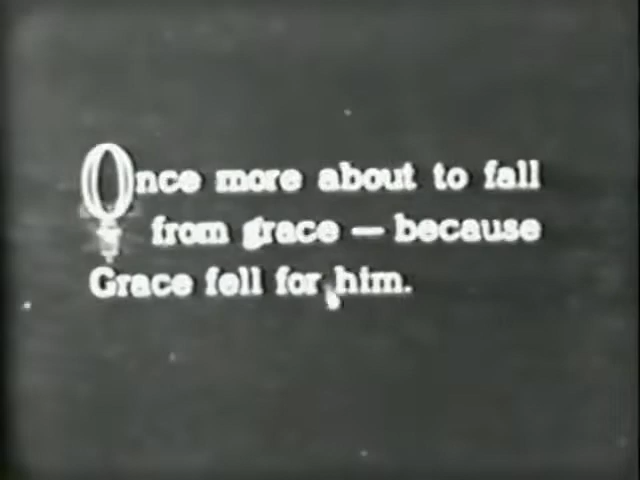 Once more about to fall
from grace — because
Grace fell for him.